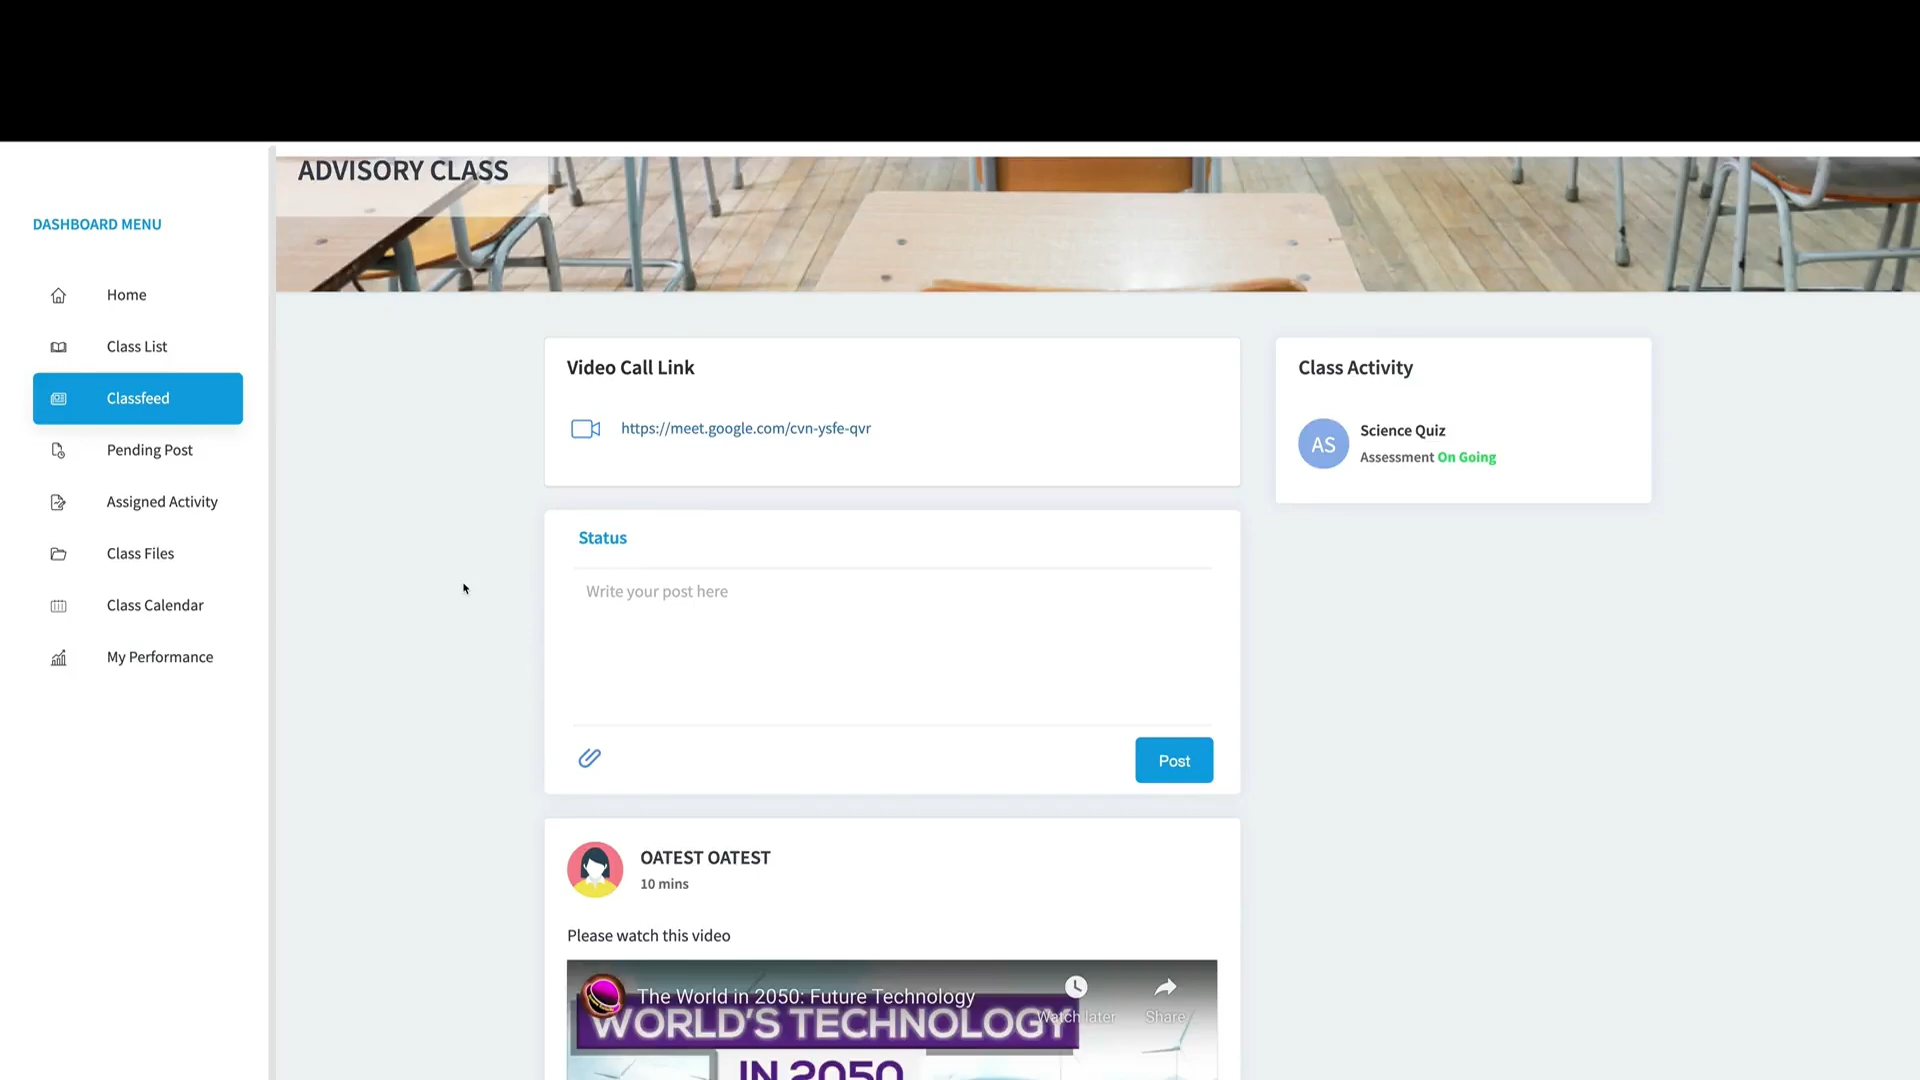 ADVISORY CLASS
DASHBOARD MENU
Home
Class List
Classfeed
Pending Post
Assigned Activity
Class Files
Class Calendar
My Performance
Video Call Link
https://meet.google.com/cvn-ysfe-qvr
Status
Write your post here
Post
OATEST OATEST
10 mins
Please watch this video
The World in 2050: Future Technology
Watch later
Share
WORLD'S TECHNOLOGY
IN 2050
Class Activity
AS
Science Quiz
Assessment On Going